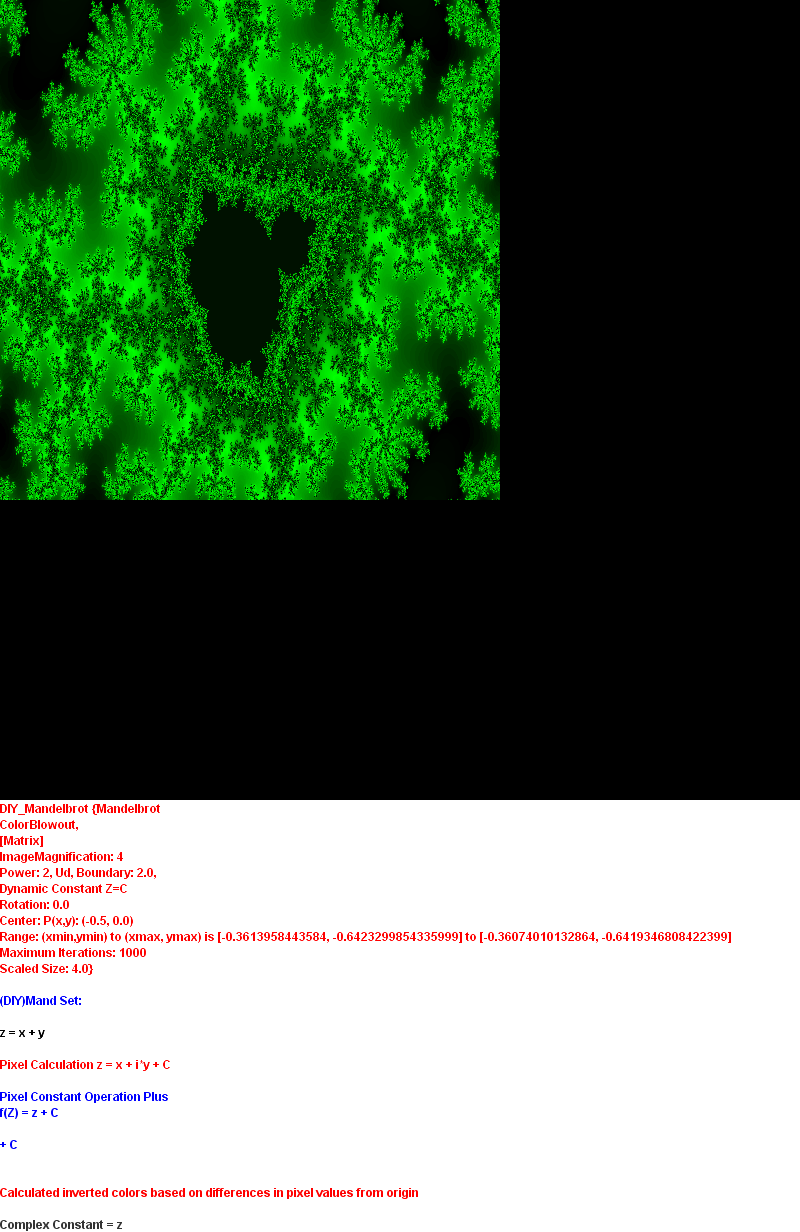 DIY_Mandelbrot {Mandelbrot
ColorBlowout,
[Matrix]
ImageMagnification: 4
Power: 2, Ud, Boundary: 2.0,
Dynamic Constant Z=C
Rotation: 0.0
Center: P(x,y): (-0.5, 0.0)
Range: (xmin,ymin) to (xmax, ymax) is [-0.3613958443584, -0.6423299854335999] to [-0.36074010132864, -0.6419346808422399]
Maximum Iterations: 1000
Scaled Size: 4.0}
(DIY)Mand Set:
z = x + y
Pixel Calculation z = x + i*y + C
Pixel Constant Operation Plus
f(Z) = z + C
+ C
Calculated inverted colors based on differences in pixel values from origin
Complex Constant = z